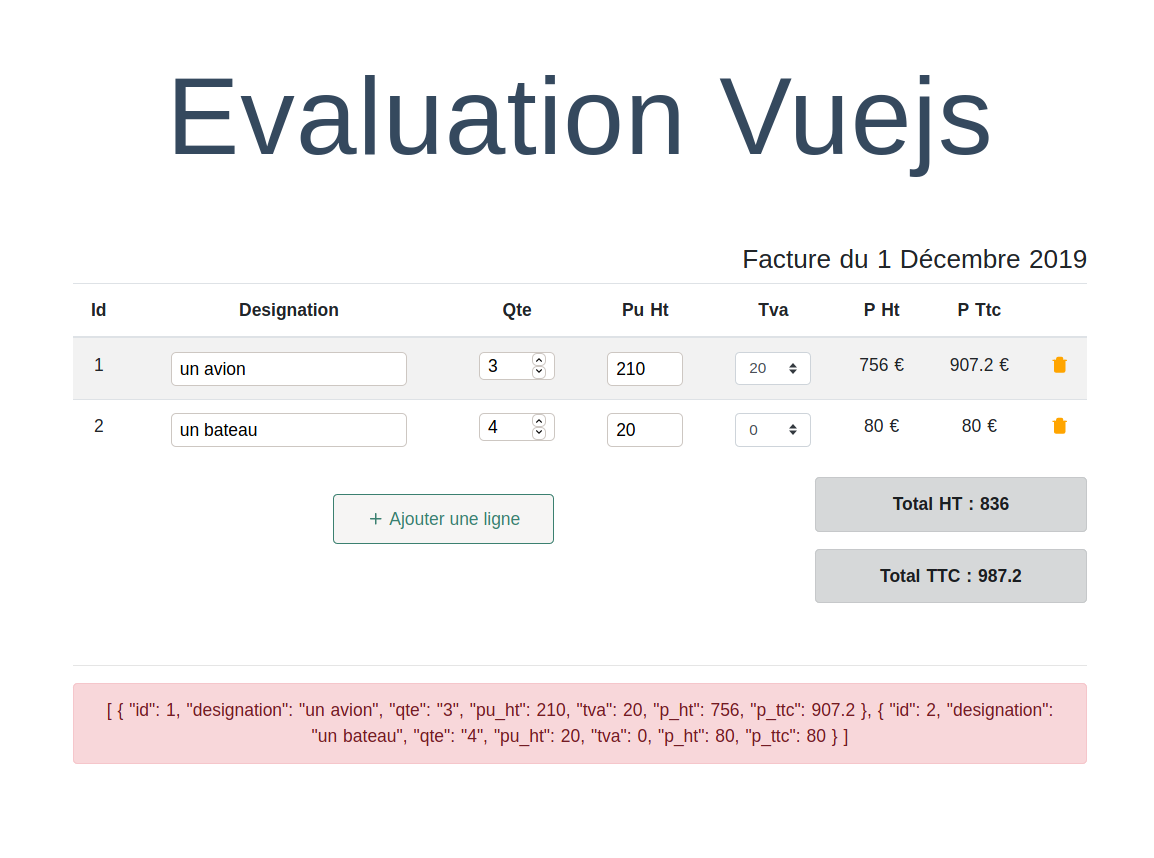 Evaluation Vuejs
Facture du 1 Décembre 2019
Id Designation Qte Pu Ht Tva P Ht P Ttc
1 un avion 3 210 20 756 € 907.2 €
2 un bateau 4 20 0 80 € 80 €
+ Ajouter une ligne
Total HT : 836
Total TTC : 987.2
[ { "id": 1, "designation": "un avion", "qte": "3", "pu_ht": 210, "tva": 20, "p_ht": 756, "p_ttc": 907.2 }, { "id": 2, "designation":
"un bateau", "qte": "4", "pu_ht": 20, "tva": 0, "p_ht": 80, "p_ttc": 80 } ]